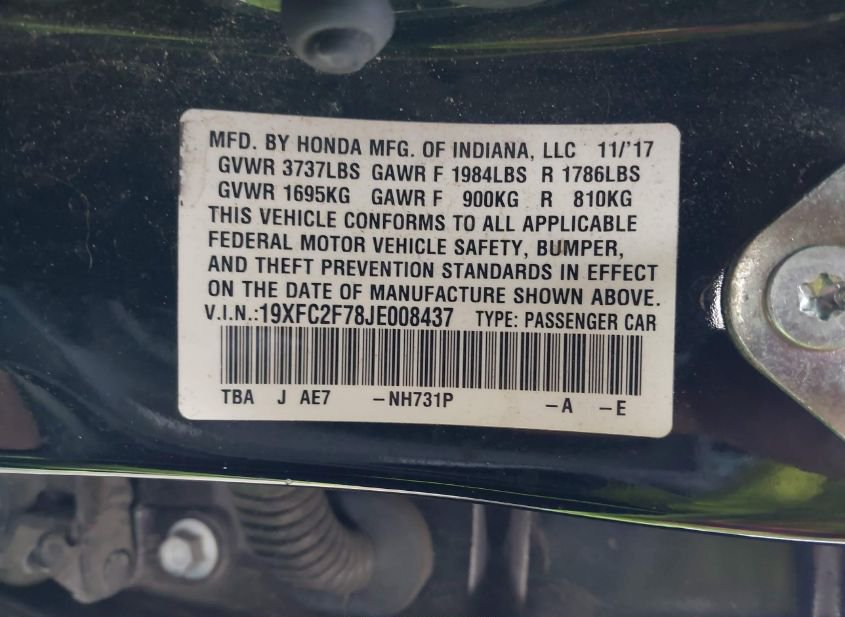 MFD. BY HONDA MFG. OF INDIANA, LLC 11/'17
GVWR 3737LBS GAWR F 1984LBS R 1786LBS
GVWR 1695KG GAWR F 900KG R 810KG
THIS VEHICLE CONFORMS TO ALL APPLICABLE
FEDERAL MOTOR VEHICLE SAFETY, BUMPER,
AND THEFT PREVENTION STANDARDS IN EFFECT
ON THE DATE OF MANUFACTURE SHOWN ABOVE.
V.I.N.:19XFC2F78JE008437 TYPE: PASSENGER CAR
TBA J AE7 –NH731P –A –E